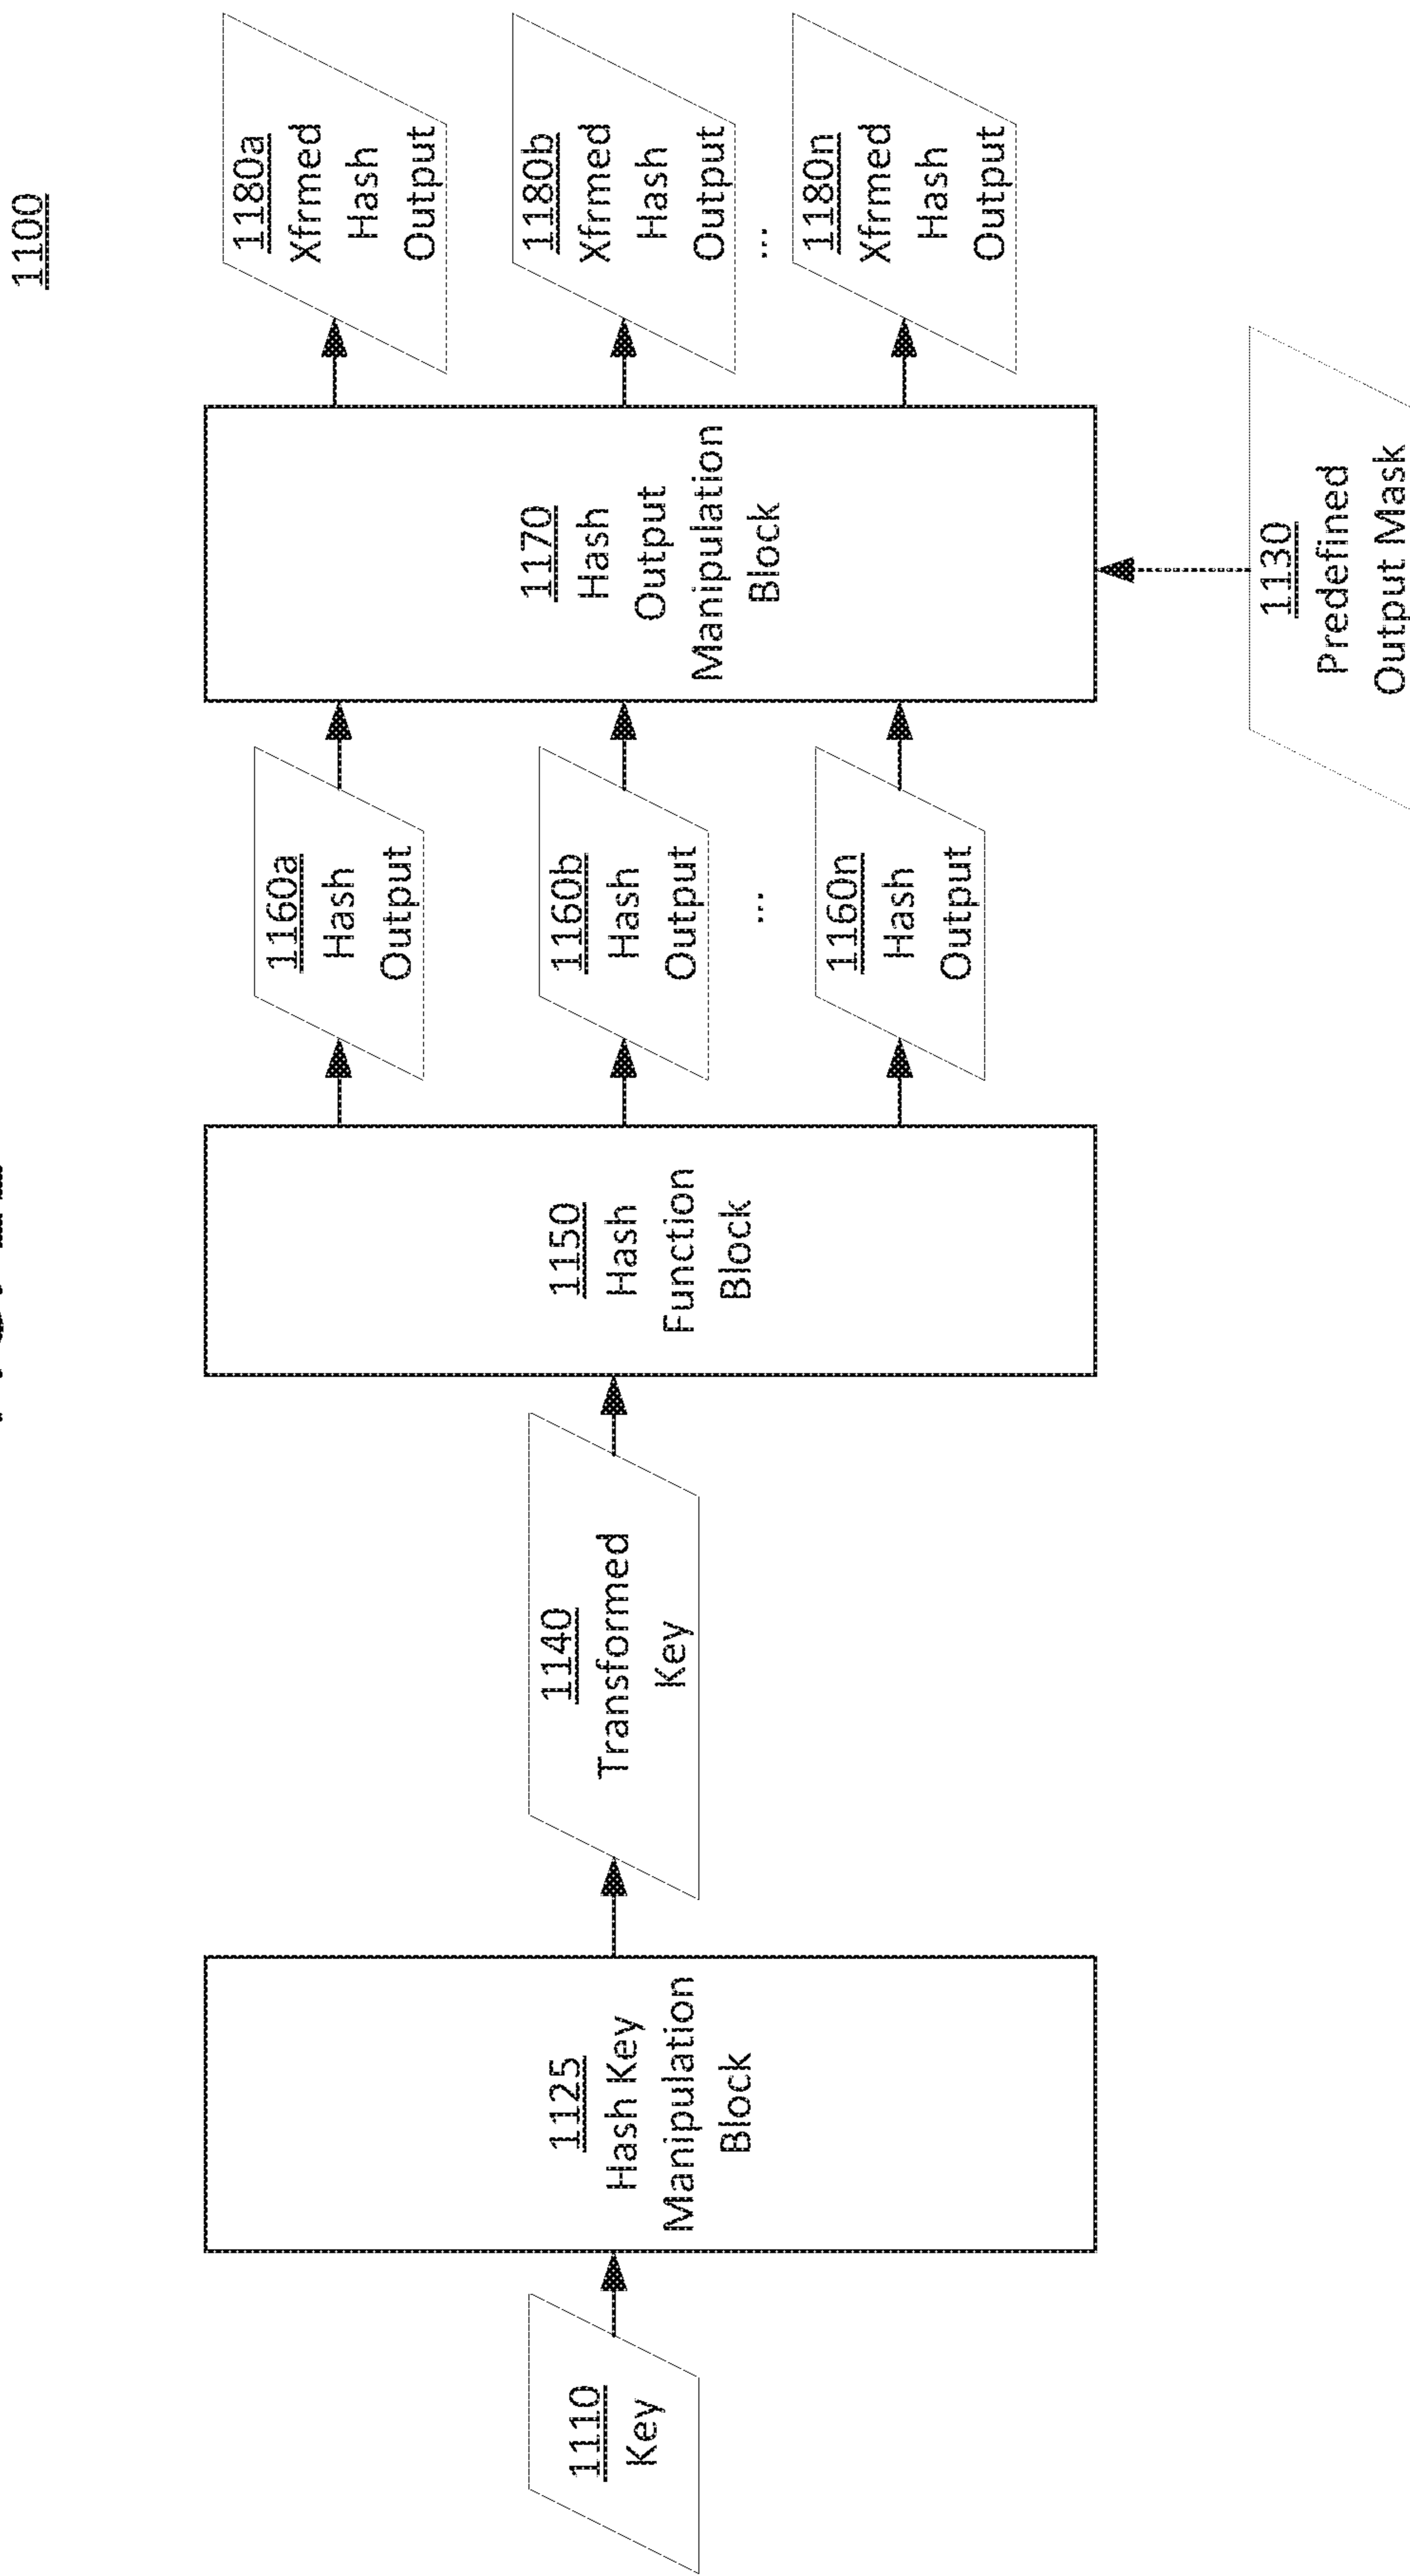 1100
1110
Key
1125
Hash Key
Manipulation
Block
1140
Transformed
Key
1150
Hash
Function
Block
1160a
Hash
Output
1160b
Hash
Output
...
1160n
Hash
Output
1170
Hash
Output
Manipulation
Block
1130
Predefined
Output Mask
1180a
Xfrmed
Hash
Output
1180b
Xfrmed
Hash
Output
...
1180n
Xfrmed
Hash
Output